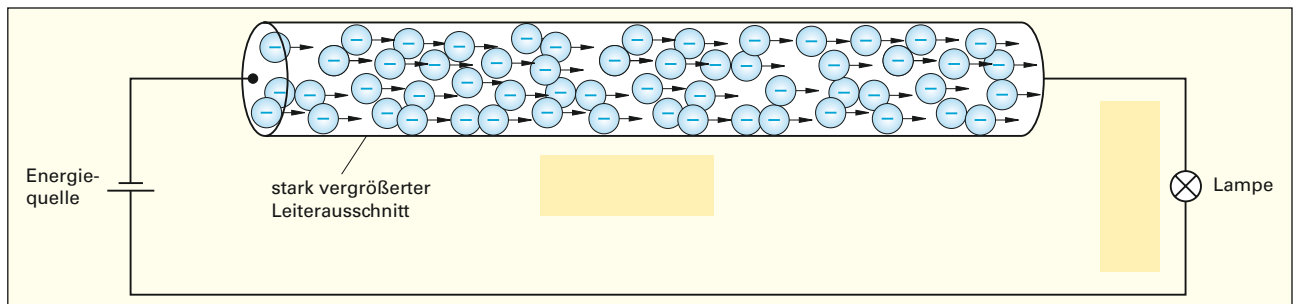 Energie-
quelle
stark vergrößerter
Leiterausschnitt
Lampe